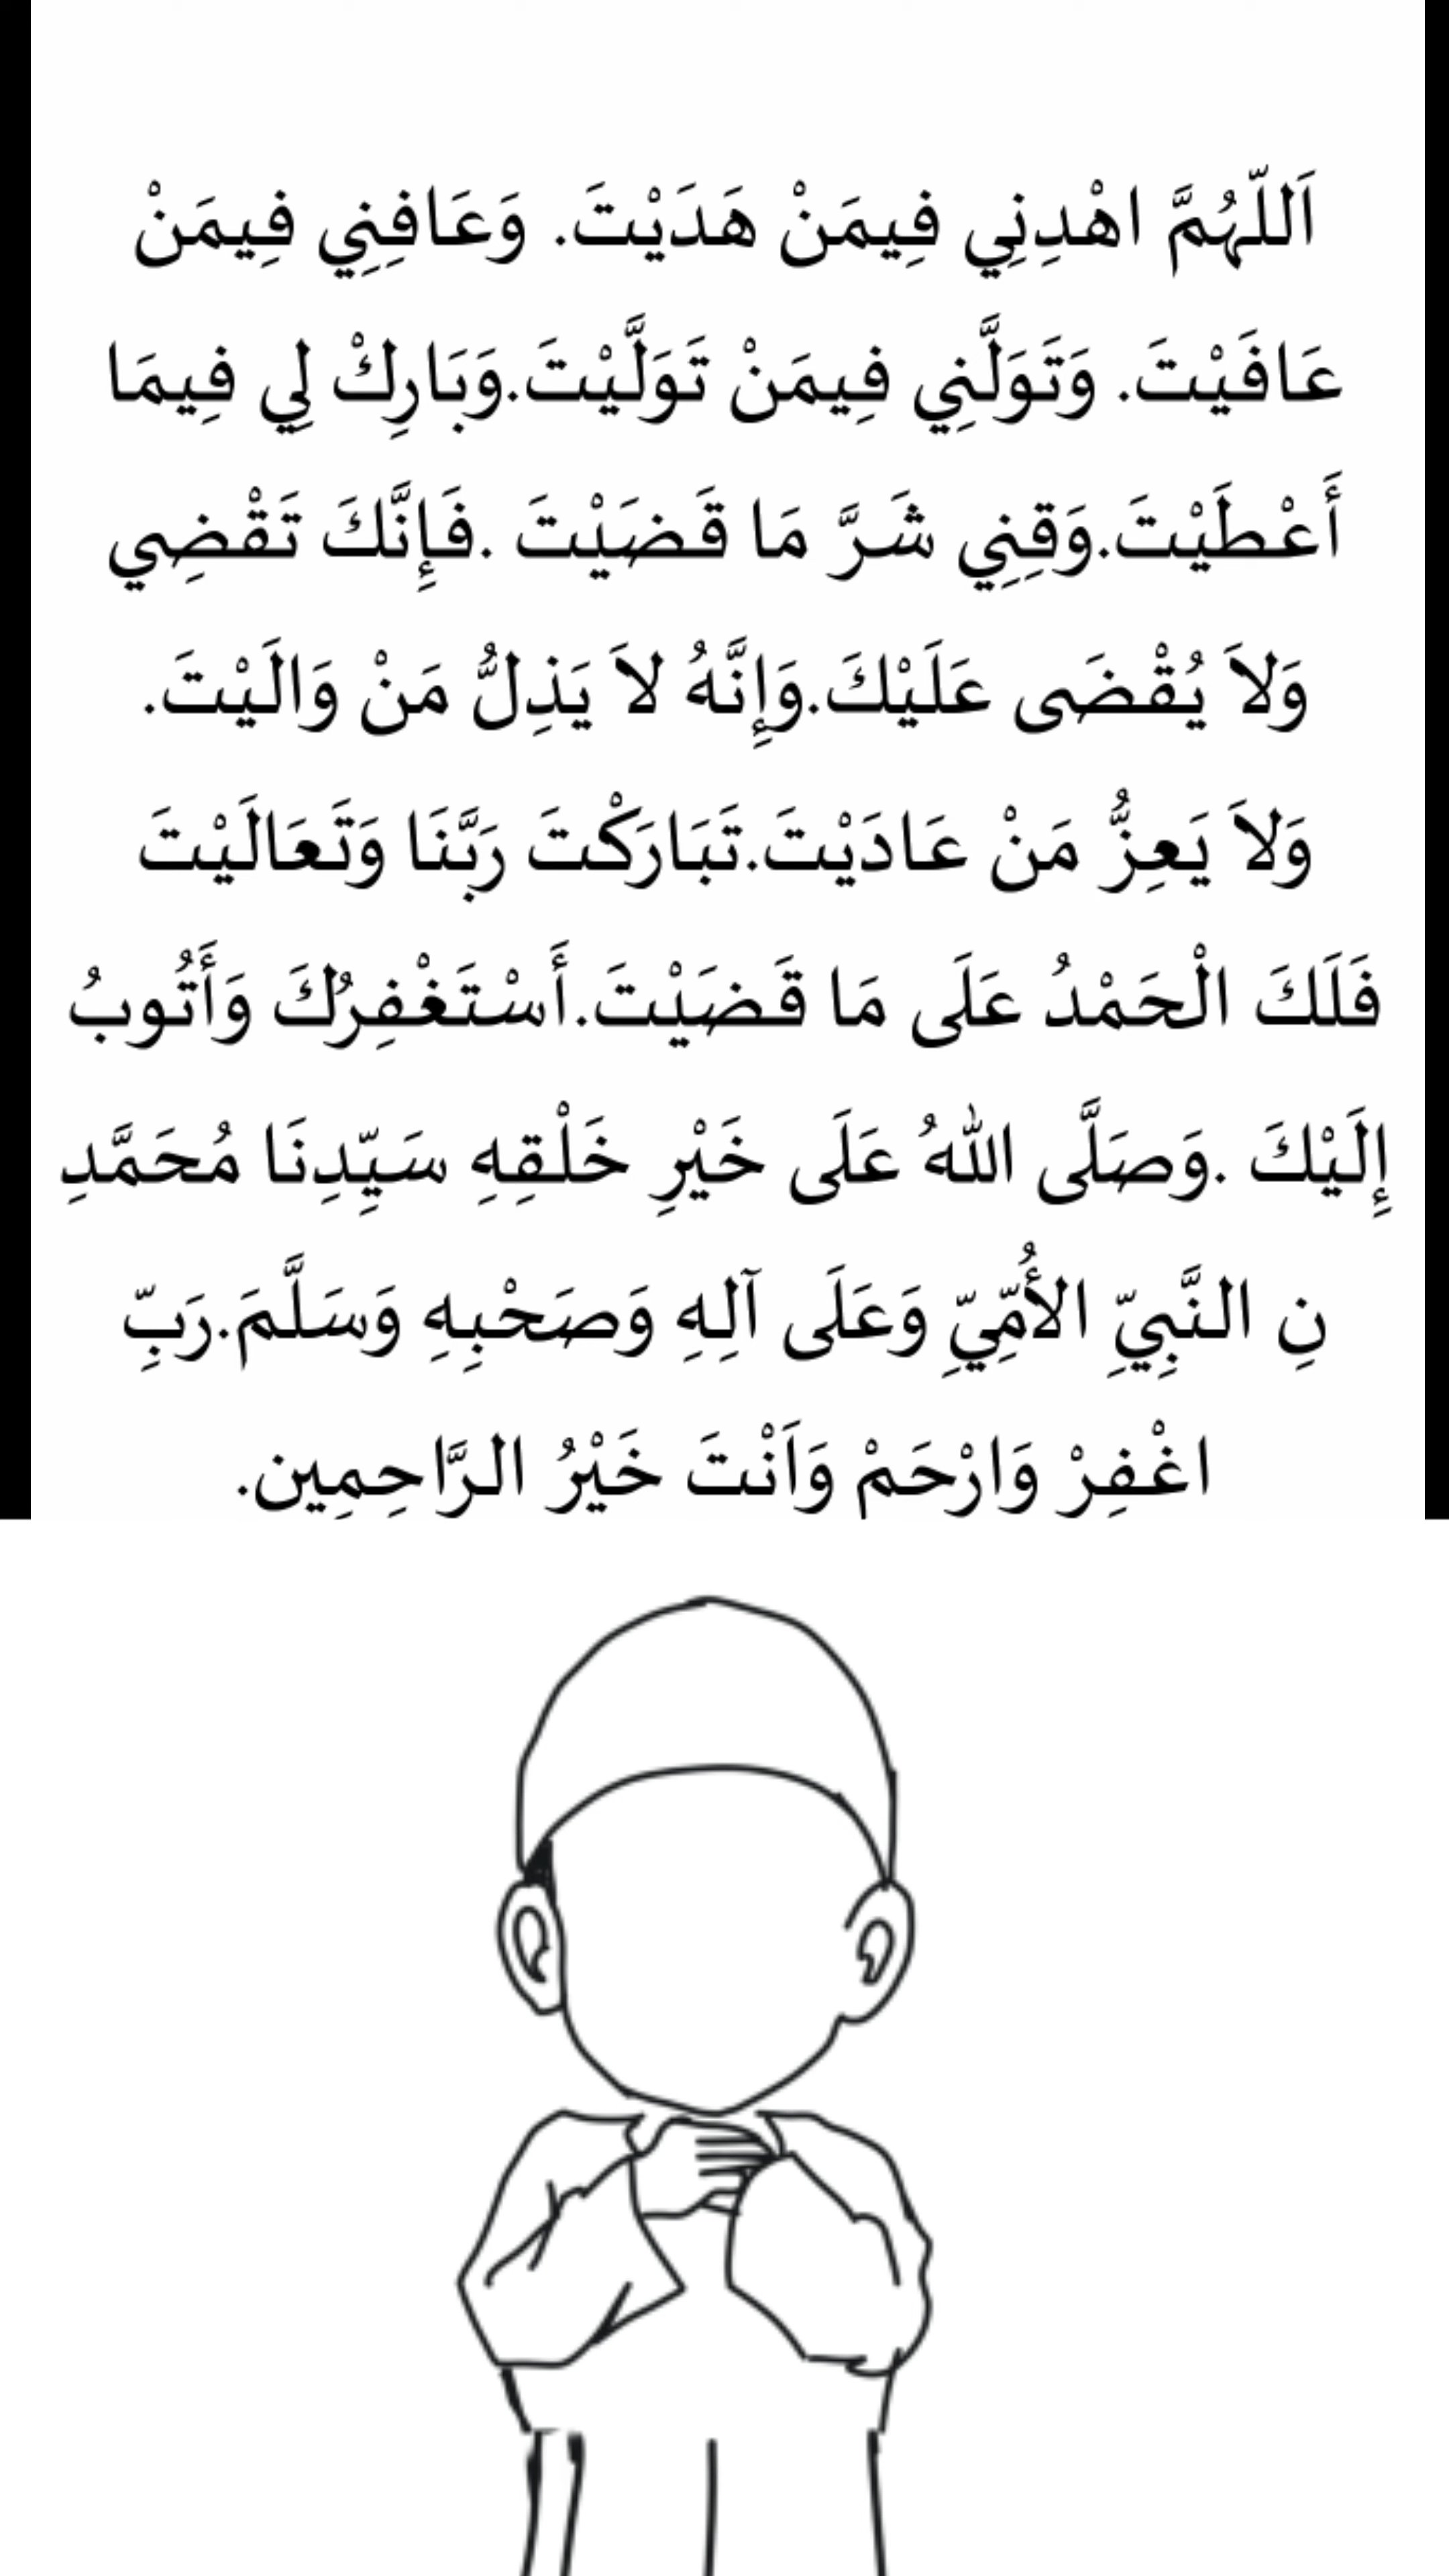 اَللّهُمَّ اهْدِنِي فِيمَنْ هَدَيْتَ. وَعَافِنِي فِيمَنْ
عَافَيْتَ. وَتَوَلَّنِي فِيمَنْ تَوَلَّيْتَ.وَبَارِكْ لِي فِيمَا
أَعْطَيْتَ.وَقِنِي شَرَّ مَا قَضَيْتَ .فَإِنَّكَ تَقْضِي
وَلاَ يُقْضَى عَلَيْكَ.وَإِنَّهُ لاَ يَذِلُّ مَنْ وَالَيْتَ.
وَلاَ يَعِزُّ مَنْ عَادَيْتَ.تَبَارَكْتَ رَبَّنَا وَتَعَالَيْتَ
فَلَكَ الْحَمْدُ عَلَى مَا قَضَيْتَ.أَسْتَغْفِرُكَ وَأَتُوبُ
إِلَيْكَ .وَصَلَّى اللهُ عَلَى خَيْرِ خَلْقِهِ سَيِّدِنَا مُحَمَّدِ
نِ النَّبِيِّ الأُمِّيِّ وَعَلَى آلِهِ وَصَحْبِهِ وَسَلَّمَ.رَبِّ
اغْفِرْ وَارْحَمْ وَاَنْتَ خَيْرُ الرَّاحِمِين.